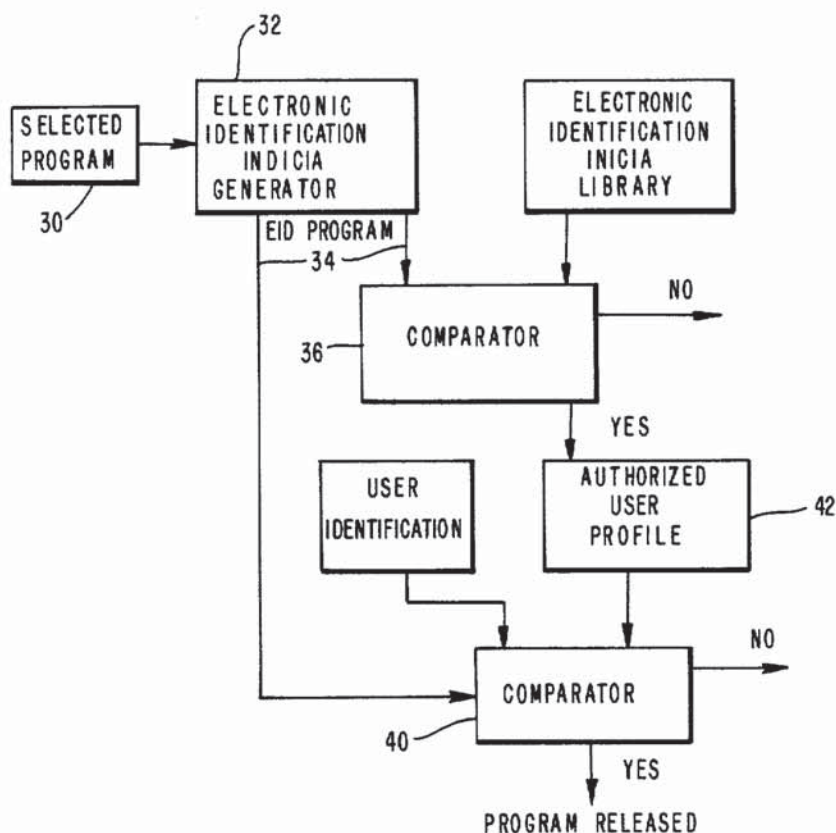 32
SELECTED
PROGRAM
30
ELECTRONIC
IDENTIFICATION
INDICIA
GENERATOR
ELECTRONIC
IDENTIFICATION
INICIA
LIBRARY
EID PROGRAM
34
COMPARATOR
36
NO
YES
USER
IDENTIFICATION
AUTHORIZED
USER
PROFILE
42
COMPARATOR
40
NO
YES
PROGRAM RELEASED